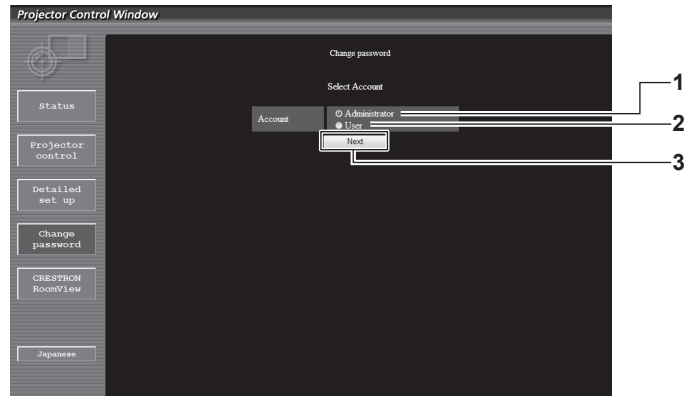 Projector Control Window
Change password
Select Account
Account
Administrator
User
Next
1
2
3
Status
Projector
control
Detailed
set up
Change
password
CRESTRON
RoomView
Japanese